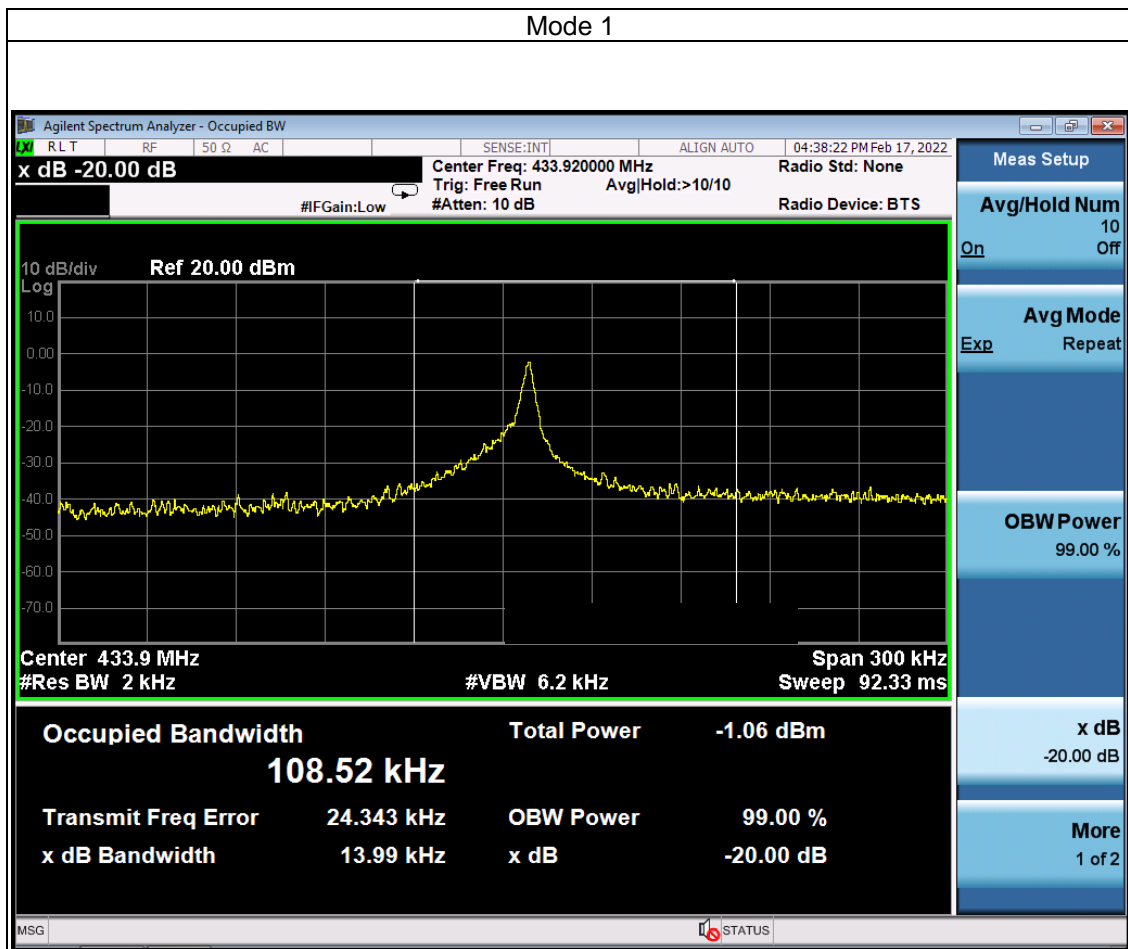 Mode 1
Agilent Spectrum Analyzer - Occupied BW
LXI RLT RF 50 Ω AC SENSE:INT ALIGN AUTO 04:38:22 PM Feb 17, 2022
x dB -20.00 dB
Center Freq: 433.920000 MHz Radio Std: None
Trig: Free Run Avg|Hold:>10/10
#IFGain:Low #Atten: 10 dB Radio Device: BTS
10 dB/div Ref 20.00 dBm
Log
10.0
0.00
-10.0
-20.0
-30.0
-40.0
-50.0
-60.0
-70.0
Center 433.9 MHz Span 300 kHz
#Res BW 2 kHz #VBW 6.2 kHz Sweep 92.33 ms
Occupied Bandwidth Total Power -1.06 dBm
108.52 kHz
Transmit Freq Error 24.343 kHz OBW Power 99.00 %
x dB Bandwidth 13.99 kHz x dB -20.00 dB
Meas Setup
Avg/Hold Num
10
On Off
Avg Mode
Exp Repeat
OBW Power
99.00 %
x dB
-20.00 dB
More
1 of 2
MSG STATUS